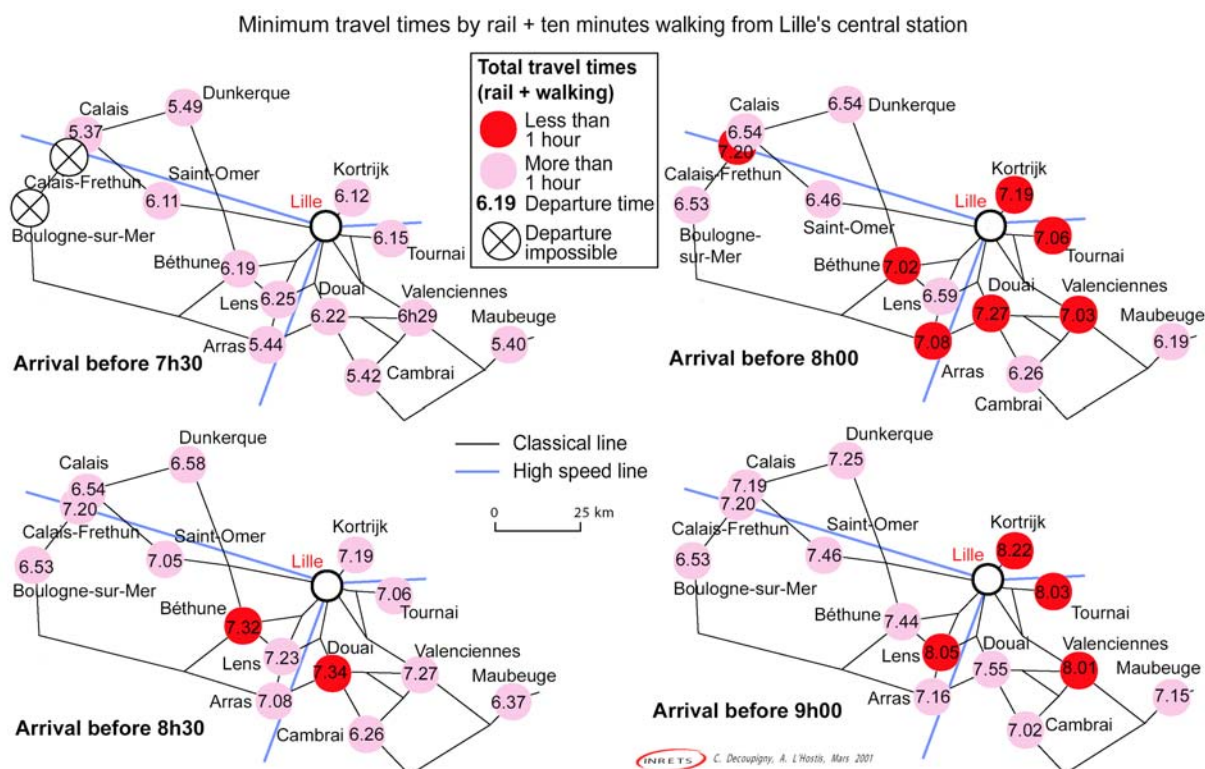 Minimum travel times by rail + ten minutes walking from Lille's central station
Total travel times
(rail + walking)
Less than
1 hour
More than
1 hour
6.19 Departure time
Departure
impossible
Classical line
High speed line
0 25 km
Dunkerque
5.49
Calais
5.37
Calais-Frethun
Saint-Omer
6.11
Boulogne-sur-Mer
Lille
Kortrijk
6.12
6.15
Tournai
Béthune
6.19
Lens
6.25
Douai
6.22
Valenciennes
6h29
Maubeuge
5.40
Arras
5.44
5.42
Cambrai
Arrival before 7h30
6.54
Dunkerque
Calais
6.54
7.20
Calais-Frethun
6.53
Boulogne-
sur-Mer
6.46
Saint-Omer
Lille
Kortrijk
7.19
7.06
Tournai
Béthune
7.02
Lens
6.59
Douai
7.27
Valenciennes
7.03
Maubeuge
6.19
7.08
Arras
6.26
Cambrai
Arrival before 8h00
Dunkerque
6.58
Calais
6.54
7.20
Calais-Frethun
Saint-Omer
7.05
6.53
Boulogne-sur-Mer
Lille
Kortrijk
7.19
7.06
Tournai
Béthune
7.32
Lens
7.23
Douai
7.34
Valenciennes
7.27
Maubeuge
6.37
Arras
7.08
Cambrai
6.26
Arrival before 8h30
Dunkerque
7.25
Calais
7.19
7.20
Calais-Frethun
Saint-Omer
7.46
6.53
Boulogne-sur-Mer
Lille
Kortrijk
8.22
8.03
Tournai
Béthune
7.44
Lens
8.05
Douai
7.55
Valenciennes
8.01
Maubeuge
7.15
Arras
7.16
7.02
Cambrai
Arrival before 9h00
INRETS
C. Decoupigny, A. L'Hostis, Mars 2001